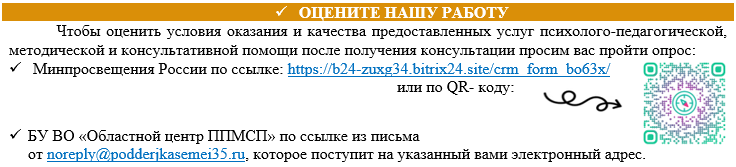 ✓ ОЦЕНИТЕ НАШУ РАБОТУ
Чтобы оценить условия оказания и качества предоставленных услуг психолого-педагогической,
методической и консультативной помощи после получения консультации просим вас пройти опрос:
✓ Минпросвещения России по ссылке: https://b24-zuxg34.bitrix24.site/crm_form_bo63x/
или по QR- коду:
✓ БУ ВО «Областной центр ППМСП» по ссылке из письма
от noreply@podderjkasemei35.ru, которое поступит на указанный вами электронный адрес.